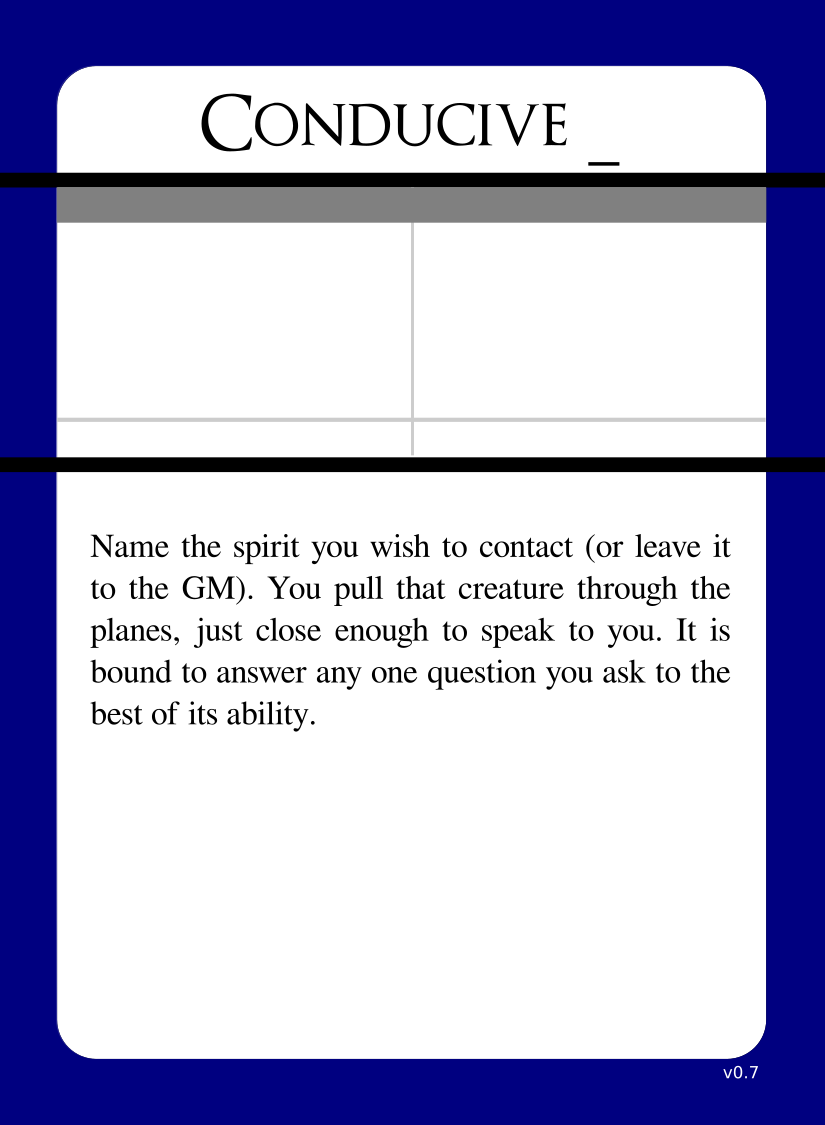 Conducive _
Name the spirit you wish to contact (or leave it
to the GM). You pull that creature through the
planes, just close enough to speak to you. It is
bound to answer any one question you ask to the
best of its ability.
v0.7